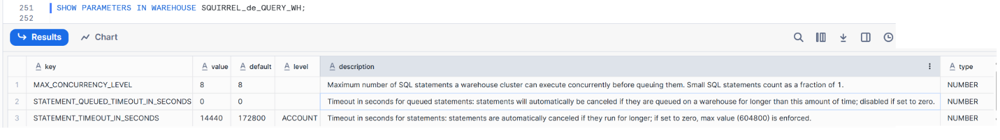 251 SHOW PARAMETERS IN WAREHOUSE SQUIRREL_de_QUERY_WH;
252
Results Chart
A key A value A default A level A description A type
1 MAX_CONCURRENCY_LEVEL 8 8 Maximum number of SQL statements a warehouse cluster can execute concurrently before queuing them. Small SQL statements count as a fraction of 1. NUMBER
2 STATEMENT_QUEUED_TIMEOUT_IN_SECONDS 0 0 Timeout in seconds for queued statements: statements will automatically be canceled if they are queued on a warehouse for longer than this amount of time; disabled if set to zero. NUMBER
3 STATEMENT_TIMEOUT_IN_SECONDS 14440 172800 ACCOUNT Timeout in seconds for statements: statements are automatically canceled if they run for longer; if set to zero, max value (604800) is enforced. NUMBER